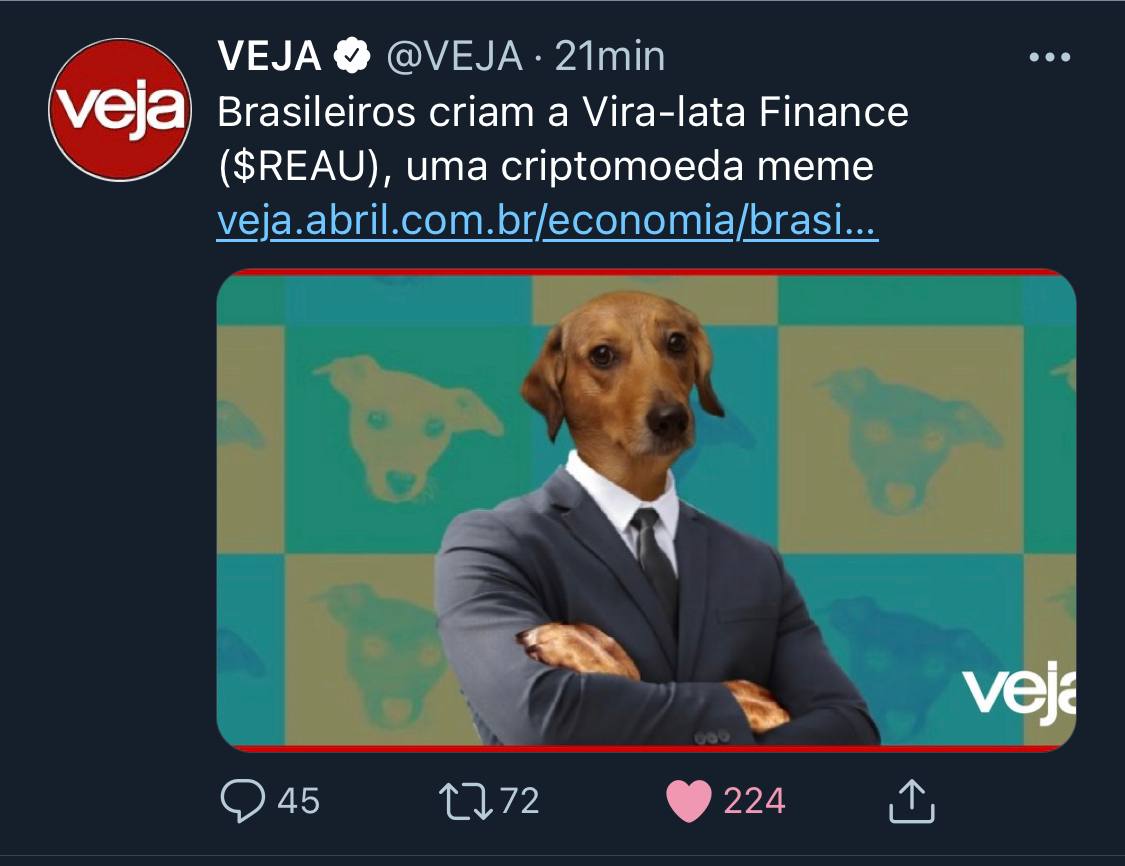 veja
VEJA @VEJA · 21min
Brasileiros criam a Vira-lata Finance
($REAU), uma criptomoeda meme
veja.abril.com.br/economia/brasi...
veja
45 72 224